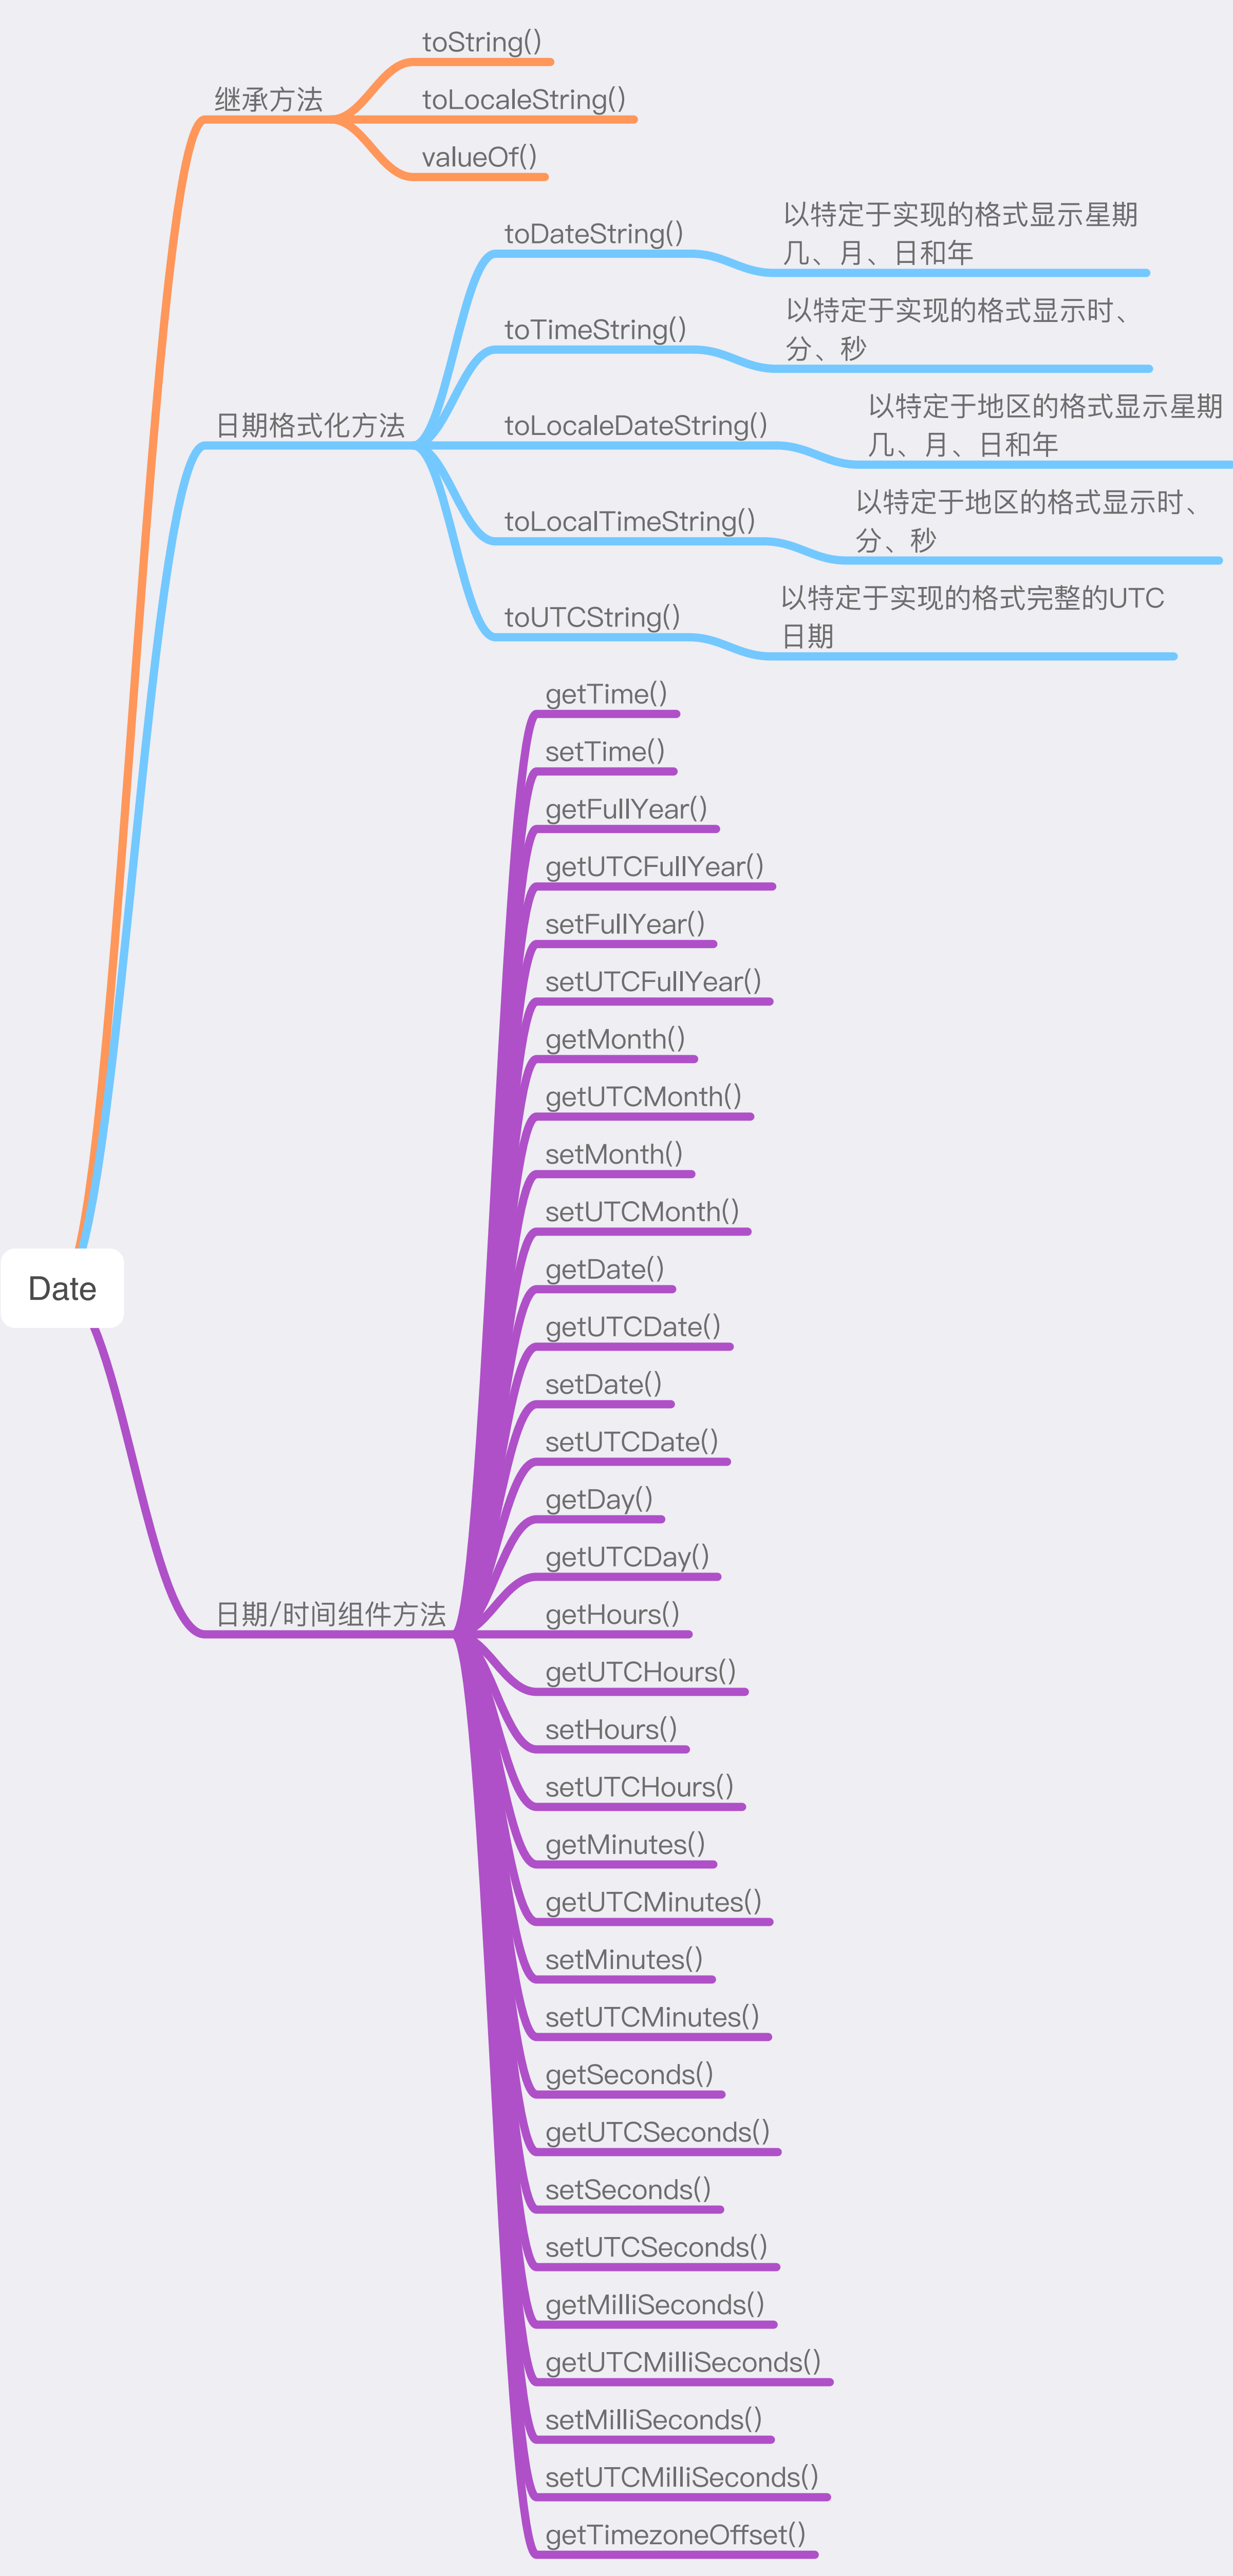 toString()
继承方法
toLocaleString()
valueOf()
toDateString()
以特定于实现的格式显示星期
几、月、日和年
toTimeString()
以特定于实现的格式显示时、
分、秒
日期格式化方法
toLocaleDateString()
以特定于地区的格式显示星期
几、月、日和年
toLocalTimeString()
以特定于地区的格式显示时、
分、秒
toUTCString()
以特定于实现的格式完整的UTC
日期
Date
日期/时间组件方法
getTime()
setTime()
getFullYear()
getUTCFullYear()
setFullYear()
setUTCFullYear()
getMonth()
getUTCMonth()
setMonth()
setUTCMonth()
getDate()
getUTCDate()
setDate()
setUTCDate()
getDay()
getUTCDay()
getHours()
getUTCHours()
setHours()
setUTCHours()
getMinutes()
getUTCMinutes()
setMinutes()
setUTCMinutes()
getSeconds()
getUTCSeconds()
setSeconds()
setUTCSeconds()
getMilliSeconds()
getUTCMilliSeconds()
setMilliSeconds()
setUTCMilliSeconds()
getTimezoneOffset()